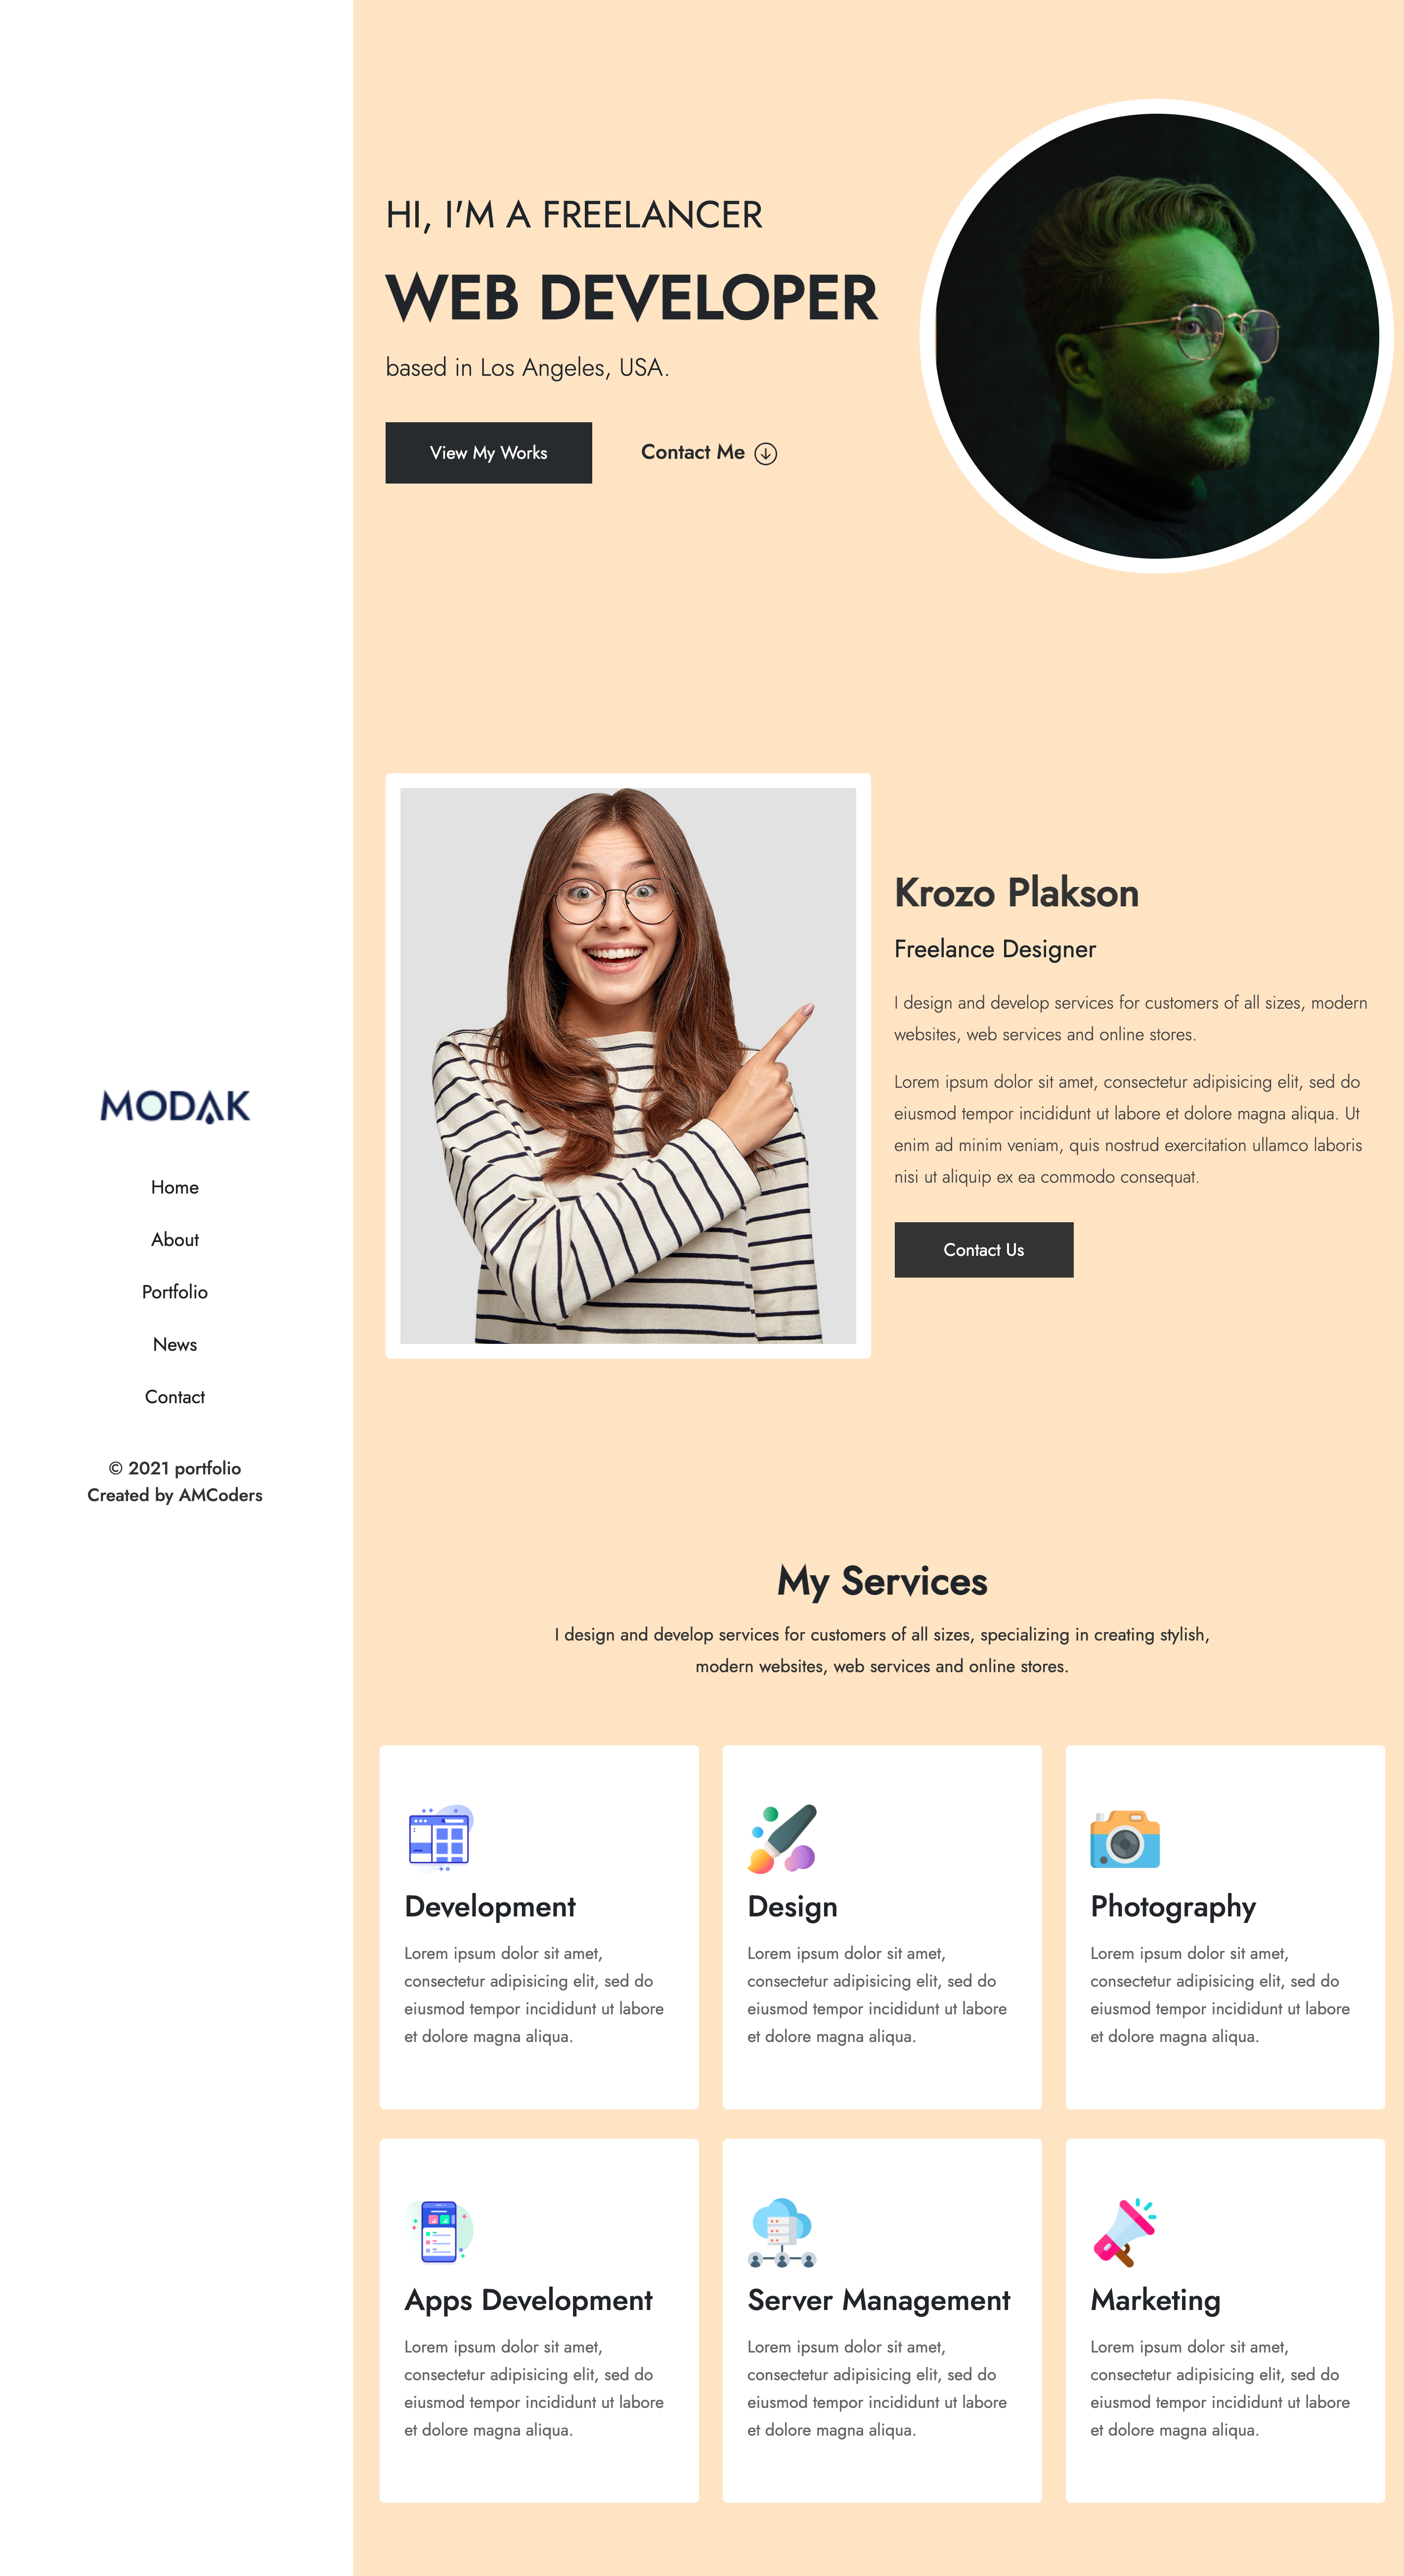 MODAK
Home
About
Portfolio
News
Contact
© 2021 portfolio
Created by AMCoders
HI, I'M A FREELANCER
WEB DEVELOPER
based in Los Angeles, USA.
View My Works
Contact Me
Krozo Plakson
Freelance Designer
I design and develop services for customers of all sizes, modern
websites, web services and online stores.
Lorem ipsum dolor sit amet, consectetur adipisicing elit, sed do
eiusmod tempor incididunt ut labore et dolore magna aliqua. Ut
enim ad minim veniam, quis nostrud exercitation ullamco laboris
nisi ut aliquip ex ea commodo consequat.
Contact Us
My Services
I design and develop services for customers of all sizes, specializing in creating stylish,
modern websites, web services and online stores.
Development
Lorem ipsum dolor sit amet,
consectetur adipisicing elit, sed do
eiusmod tempor incididunt ut labore
et dolore magna aliqua.
Design
Lorem ipsum dolor sit amet,
consectetur adipisicing elit, sed do
eiusmod tempor incididunt ut labore
et dolore magna aliqua.
Photography
Lorem ipsum dolor sit amet,
consectetur adipisicing elit, sed do
eiusmod tempor incididunt ut labore
et dolore magna aliqua.
Apps Development
Lorem ipsum dolor sit amet,
consectetur adipisicing elit, sed do
eiusmod tempor incididunt ut labore
et dolore magna aliqua.
Server Management
Lorem ipsum dolor sit amet,
consectetur adipisicing elit, sed do
eiusmod tempor incididunt ut labore
et dolore magna aliqua.
Marketing
Lorem ipsum dolor sit amet,
consectetur adipisicing elit, sed do
eiusmod tempor incididunt ut labore
et dolore magna aliqua.